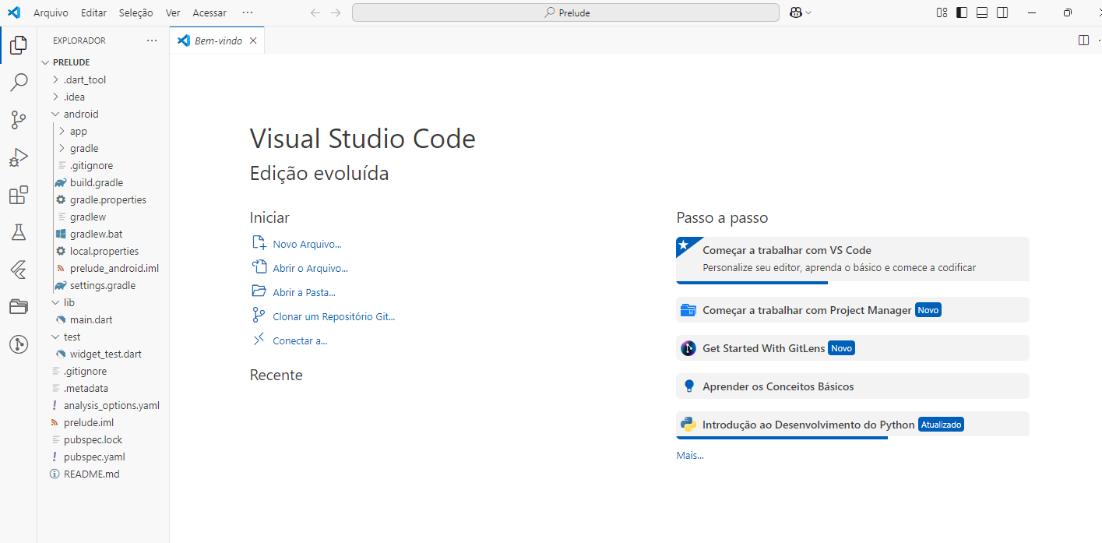 Arquivo Editar Seleção Ver Acessar ··· Prelude
EXPLORADOR ···
Bem-vindo
PRELUDE
.dart_tool
.idea
android
app
gradle
.gitignore
build.gradle
gradle.properties
gradlew
gradlew.bat
local.properties
prelude_android.iml
settings.gradle
lib
main.dart
test
widget_test.dart
.gitignore
.metadata
analysis_options.yaml
prelude.iml
pubspec.lock
pubspec.yaml
README.md
Visual Studio Code
Edição evoluída
Iniciar
Novo Arquivo...
Abrir o Arquivo...
Abrir a Pasta...
Clonar um Repositório Git...
Conectar a...
Recente
Passo a passo
Começar a trabalhar com VS Code
Personalize seu editor, aprenda o básico e comece a codificar
Começar a trabalhar com Project Manager Novo
Get Started With GitLens Novo
Aprender os Conceitos Básicos
Introdução ao Desenvolvimento do Python Atualizado
Mais...